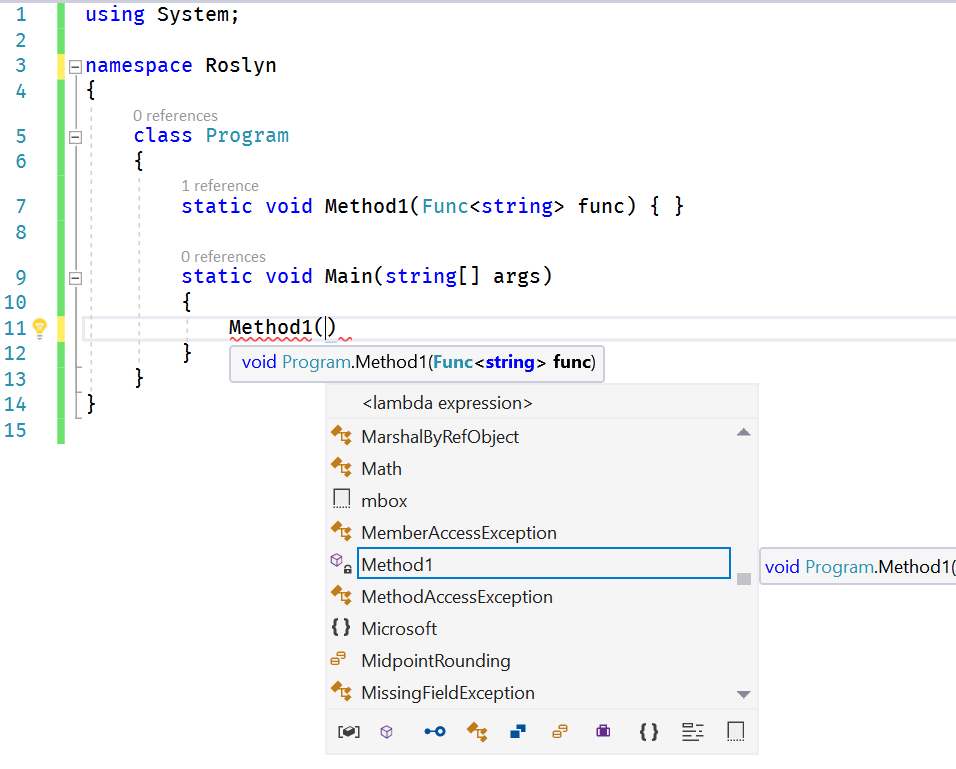 1 using System;
2
3 namespace Roslyn
4 {
0 references
5 class Program
6 {
1 reference
7 static void Method1(Func<string> func) { }
8
0 references
9 static void Main(string[] args)
10 {
11 Method1()
12 }
void Program.Method1(Func<string> func)
13 }
14 }
15
<lambda expression>
MarshalByRefObject
Math
mbox
MemberAccessException
Method1
void Program.Method1(
MethodAccessException
{} Microsoft
MidpointRounding
MissingFieldException
{}